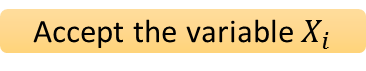 Accept the variable $X_i$